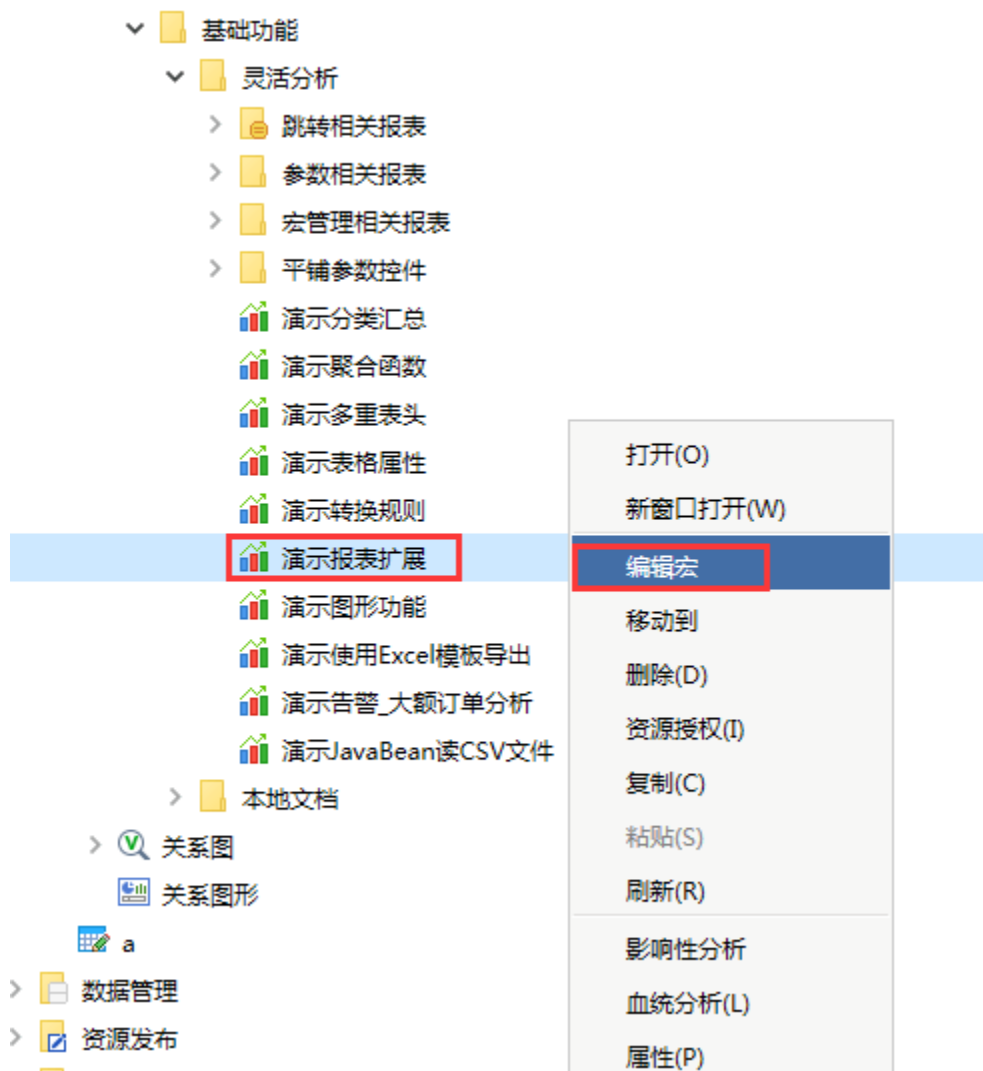 基础功能
灵活分析
跳转相关报表
参数相关报表
宏管理相关报表
平铺参数控件
演示分类汇总
演示聚合函数
演示多重表头
演示表格属性
演示转换规则
演示报表扩展
演示图形功能
演示使用Excel模板导出
演示告警_大额订单分析
演示JavaBean读CSV文件
本地文档
关系图
关系图形
a
数据管理
资源发布
打开(O)
新窗口打开(W)
编辑宏
移动到
删除(D)
资源授权(I)
复制(C)
粘贴(S)
刷新(R)
影响性分析
血统分析(L)
属性(P)